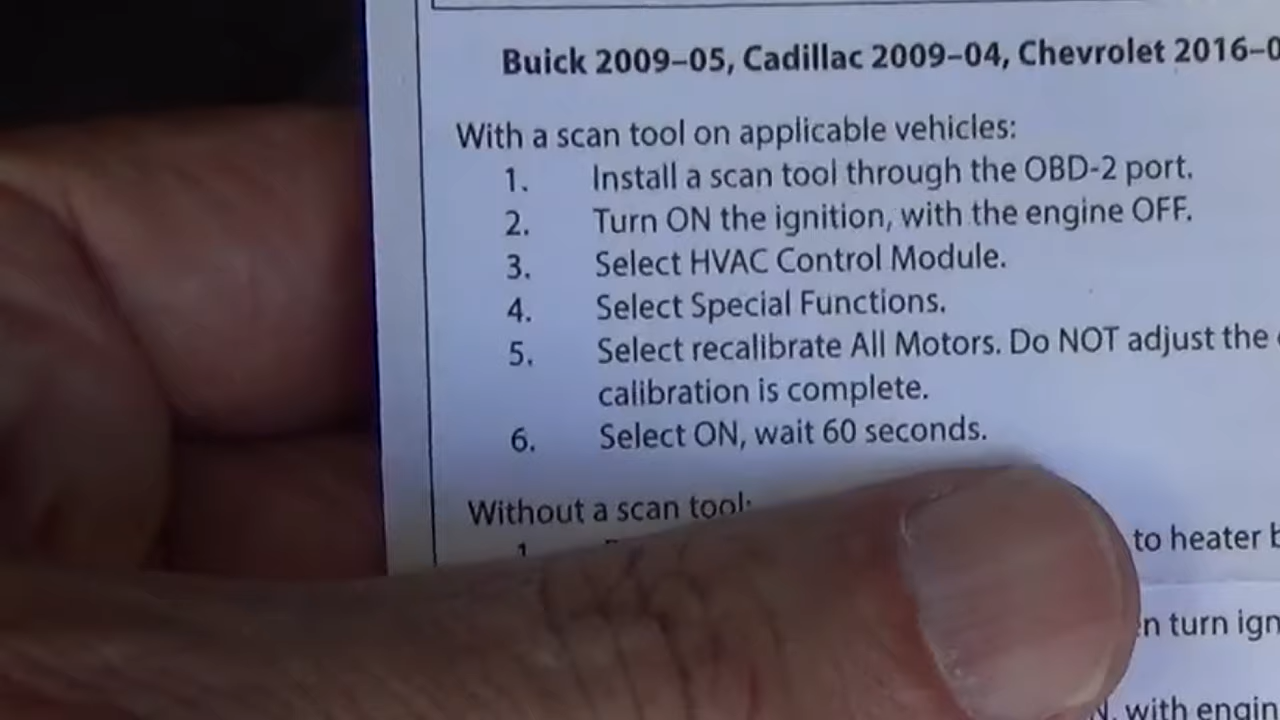 Buick 2009–05, Cadillac 2009–04, Chevrolet 2016–0
With a scan tool on applicable vehicles:
1. Install a scan tool through the OBD-2 port.
2. Turn ON the ignition, with the engine OFF.
3. Select HVAC Control Module.
4. Select Special Functions.
5. Select recalibrate All Motors. Do NOT adjust the
calibration is complete.
6. Select ON, wait 60 seconds.
Without a scan tool:
1. to heater
turn ign
with engin